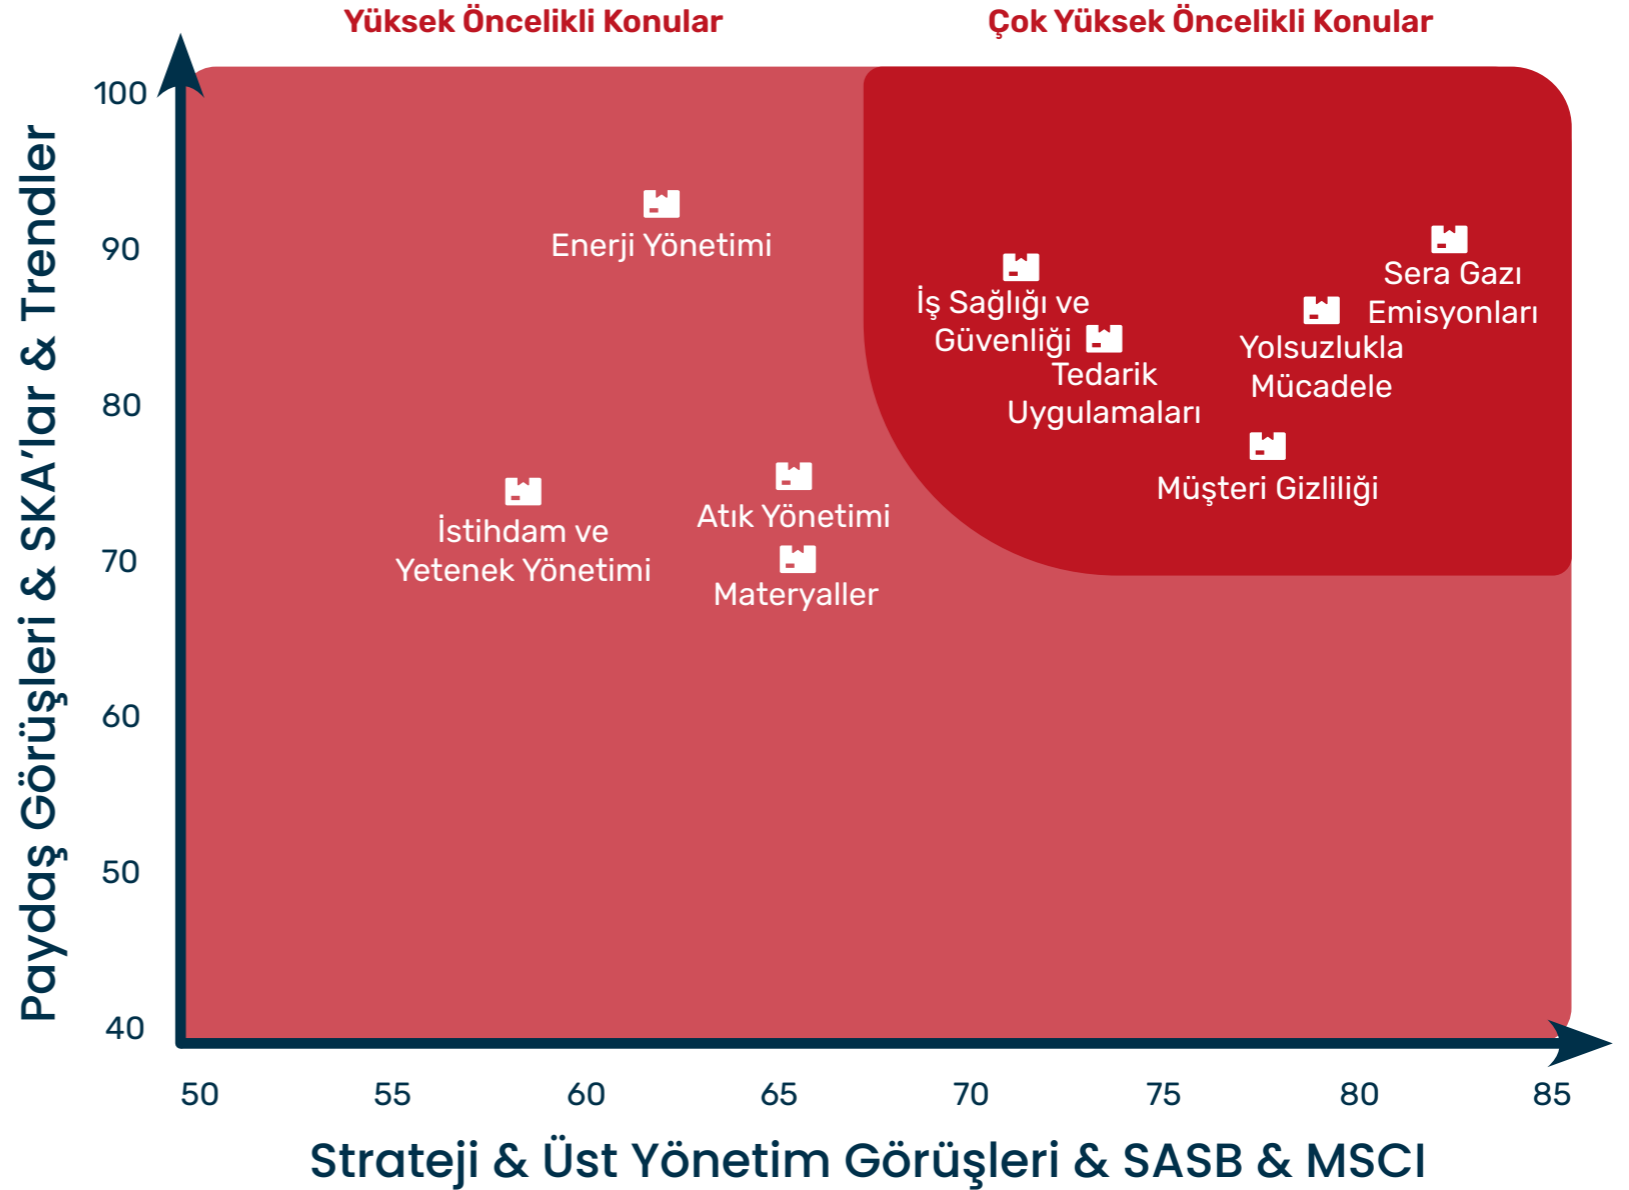 Yüksek Öncelikli Konular
Çok Yüksek Öncelikli Konular
Paydaş Görüşleri & SKA'lar & Trendler
100
90
80
70
60
50
40
Enerji Yönetimi
İş Sağlığı ve
Güvenliği
Tedarik
Uygulamaları
Sera Gazı
Emisyonları
Yolsuzlukla
Mücadele
Müşteri Gizliliği
İstihdam ve
Yetenek Yönetimi
Atık Yönetimi
Materyaller
50
55
60
65
70
75
80
85
Strateji & Üst Yönetim Görüşleri & SASB & MSCI